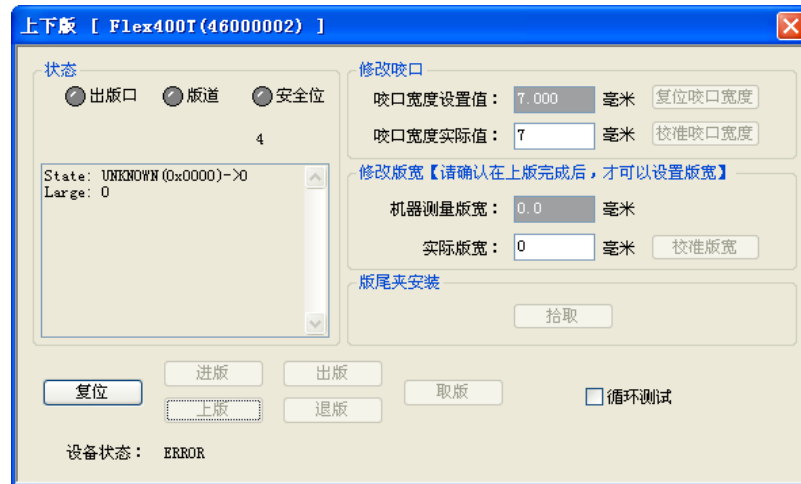 上下版 [ Flex400T(46000002) ]
状态
出版口 版道 安全位
4
State: UNKNOWN(0x0000)->0
Large: 0
修改咬口
咬口宽度设置值： 7.000 毫米 复位咬口宽度
咬口宽度实际值： 7 毫米 校准咬口宽度
修改版宽【请确认在上版完成后，才可以设置版宽】
机器测量版宽： 0.0 毫米
实际版宽： 0 毫米 校准版宽
版尾夹安装
拾取
复位 进版 出版 取版 循环测试
上版 退版
设备状态： ERROR